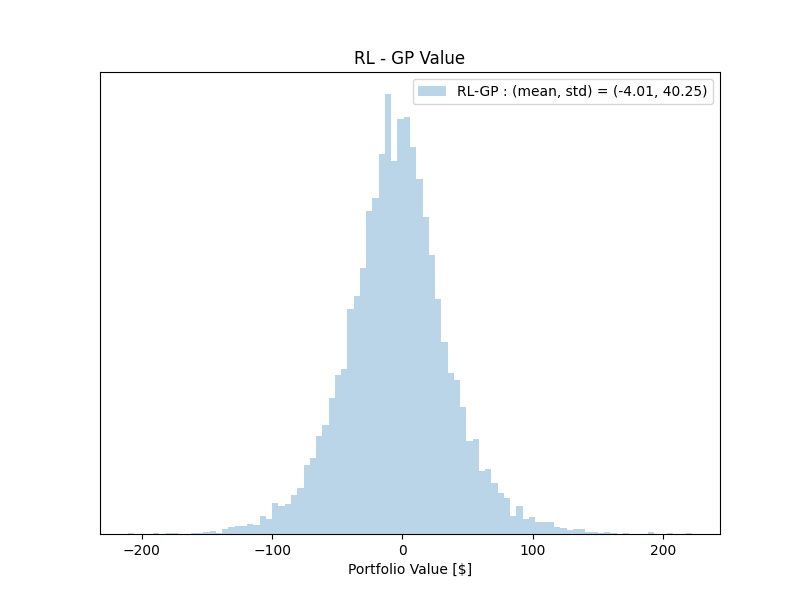 RL - GP Value
RL-GP : (mean, std) = (-4.01, 40.25)
−200 −100 0 100 200
Portfolio Value [$]